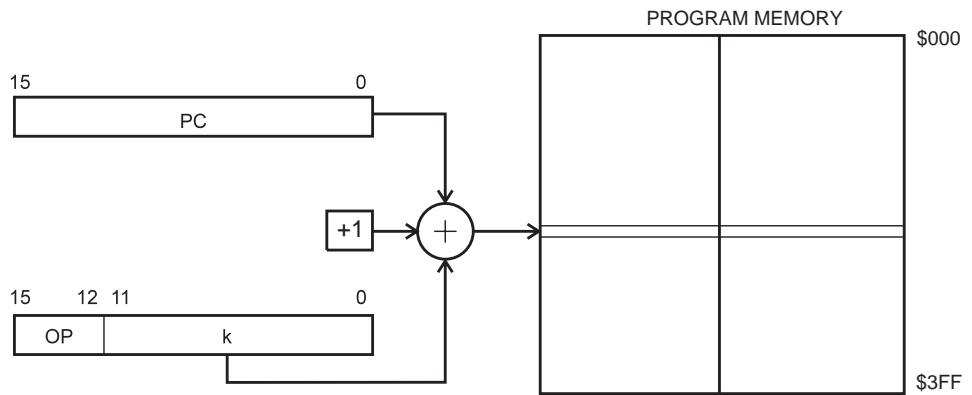 PROGRAM MEMORY
$000
15 0
PC
+1
+
15 12 11 0
OP k
$3FF